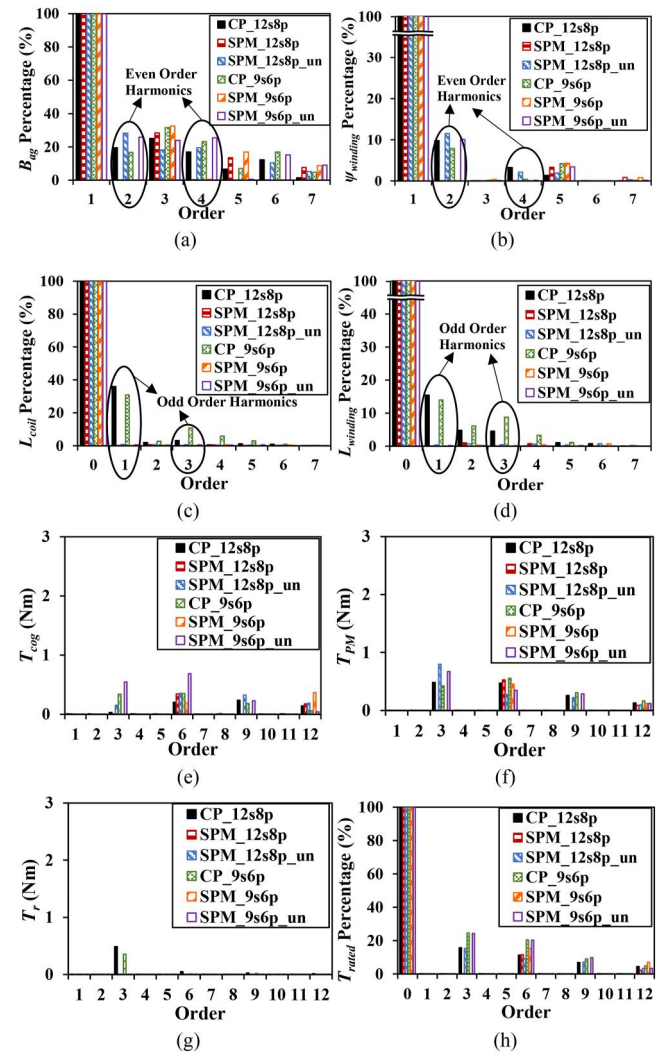 B_ag Percentage (%)
100
80
60
40
20
0
CP_12s8p
SPM_12s8p
SPM_12s8p_un
CP_9s6p
SPM_9s6p
SPM_9s6p_un
Even Order
Harmonics
1 2 3 4 5 6 7
Order
(a)
ψ_winding Percentage (%)
100
30
20
10
0
CP_12s8p
SPM_12s8p
SPM_12s8p_un
CP_9s6p
SPM_9s6p
SPM_9s6p_un
Even Order
Harmonics
1 2 3 4 5 6 7
Order
(b)
L_coil Percentage (%)
100
80
60
40
20
0
CP_12s8p
SPM_12s8p
SPM_12s8p_un
CP_9s6p
SPM_9s6p
SPM_9s6p_un
Odd Order Harmonics
0 1 2 3 4 5 6 7
Order
(c)
L_winding Percentage (%)
100
40
30
20
10
0
CP_12s8p
SPM_12s8p
SPM_12s8p_un
CP_9s6p
SPM_9s6p
SPM_9s6p_un
Odd Order
Harmonics
0 1 2 3 4 5 6 7
Order
(d)
T_cog (Nm)
3
2
1
0
CP_12s8p
SPM_12s8p
SPM_12s8p_un
CP_9s6p
SPM_9s6p
SPM_9s6p_un
1 2 3 4 5 6 7 8 9 10 11 12
Order
(e)
T_PM (Nm)
3
2
1
0
CP_12s8p
SPM_12s8p
SPM_12s8p_un
CP_9s6p
SPM_9s6p
SPM_9s6p_un
1 2 3 4 5 6 7 8 9 10 11 12
Order
(f)
T_r (Nm)
3
2
1
0
CP_12s8p
SPM_12s8p
SPM_12s8p_un
CP_9s6p
SPM_9s6p
SPM_9s6p_un
1 2 3 4 5 6 7 8 9 10 11 12
Order
(g)
T_rated Percentage (%)
100
80
60
40
20
0
CP_12s8p
SPM_12s8p
SPM_12s8p_un
CP_9s6p
SPM_9s6p
SPM_9s6p_un
0 1 2 3 4 5 6 7 8 9 10 11 12
Order
(h)